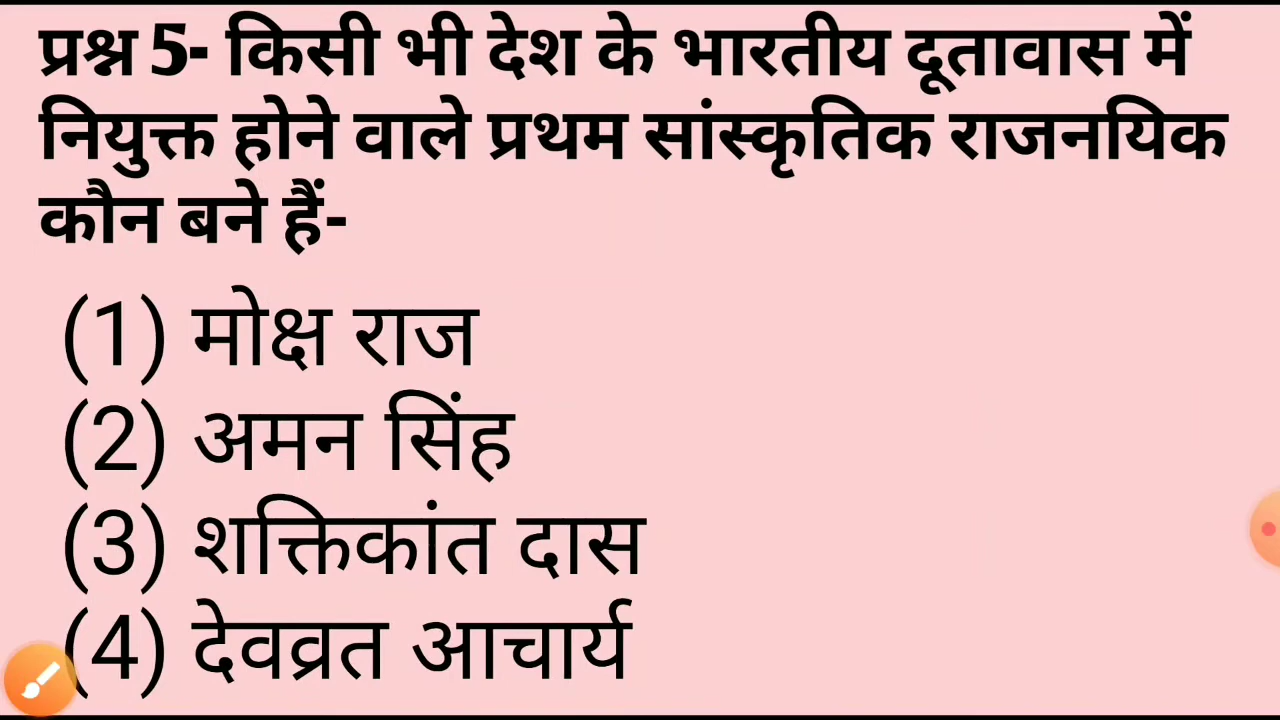 प्रश्न 5- किसी भी देश के भारतीय दूतावास में
नियुक्त होने वाले प्रथम सांस्कृतिक राजनयिक
कौन बने हैं-
(1) मोक्ष राज
(2) अमन सिंह
(3) शक्तिकांत दास
(4) देवव्रत आचार्य